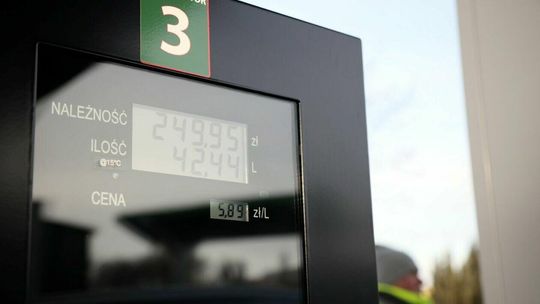 3
NALEŻNOŚĆ 249,95 zł
ILOŚĆ 42,44 L
@15°C
CENA 5,89 zł/L